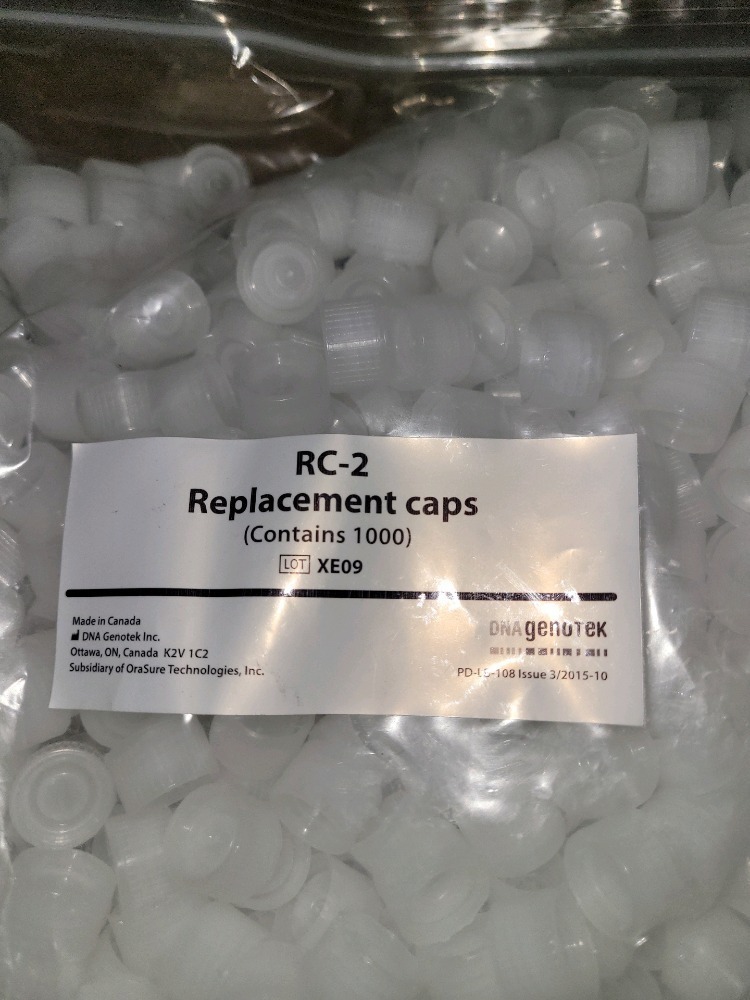 RC-2
Replacement caps
(Contains 1000)
LOT XE09
Made in Canada
DNA Genotek Inc.
Ottawa, ON, Canada K2V 1C2
Subsidiary of OraSure Technologies, Inc.
DNA genoteK
PD-LB-108 Issue 3/2015-10